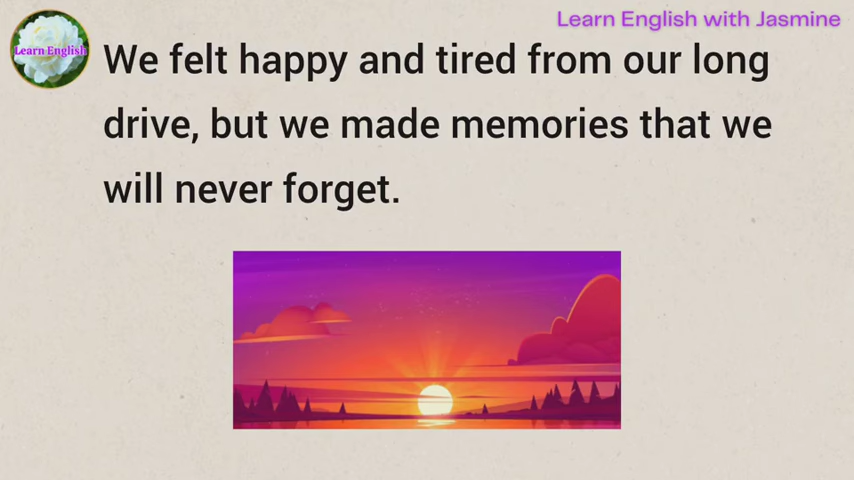 Learn English with Jasmine
Learn English
We felt happy and tired from our long
drive, but we made memories that we
will never forget.